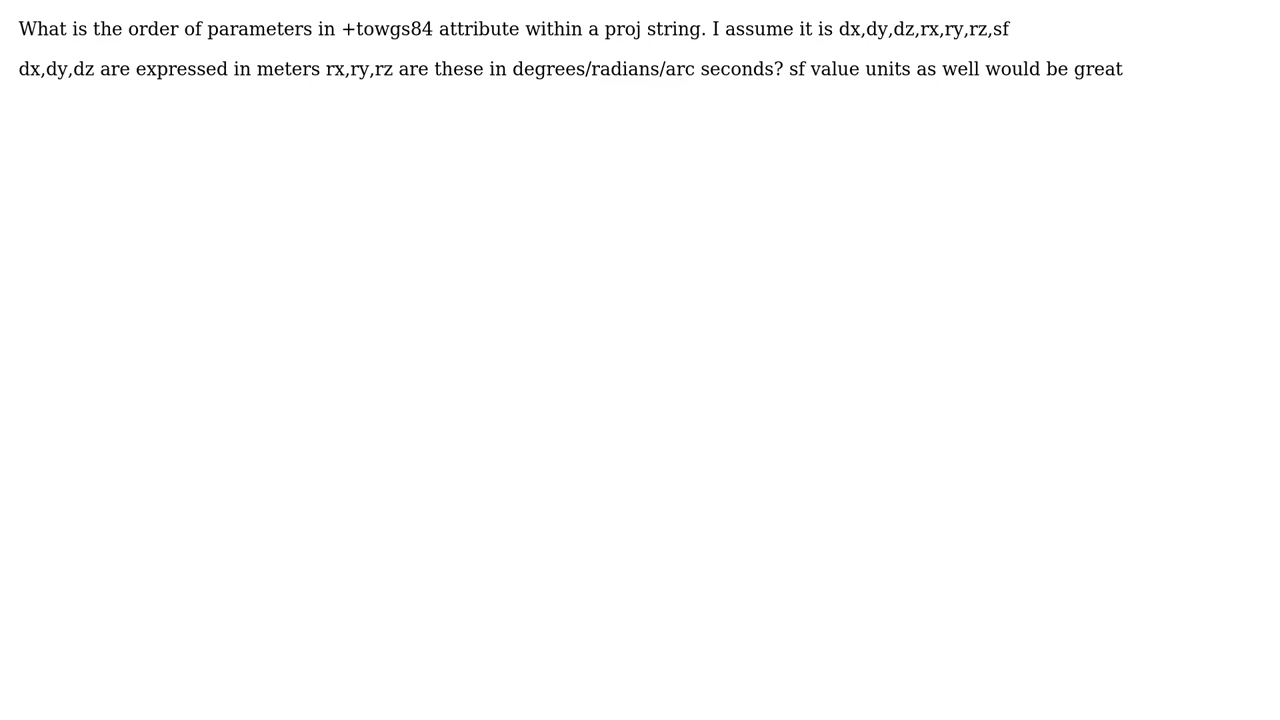 What is the order of parameters in +towgs84 attribute within a proj string. I assume it is dx,dy,dz,rx,ry,rz,sf
dx,dy,dz are expressed in meters rx,ry,rz are these in degrees/radians/arc seconds? sf value units as well would be great